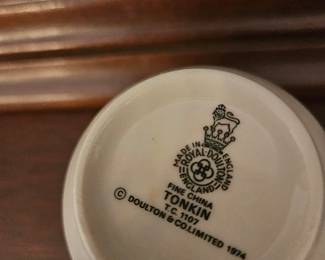 MADE IN ENGLAND
ROYAL DOULTON
ENGLAND
FINE CHINA
TONKIN
T.C. 1107
© DOULTON & CO. LIMITED 1974